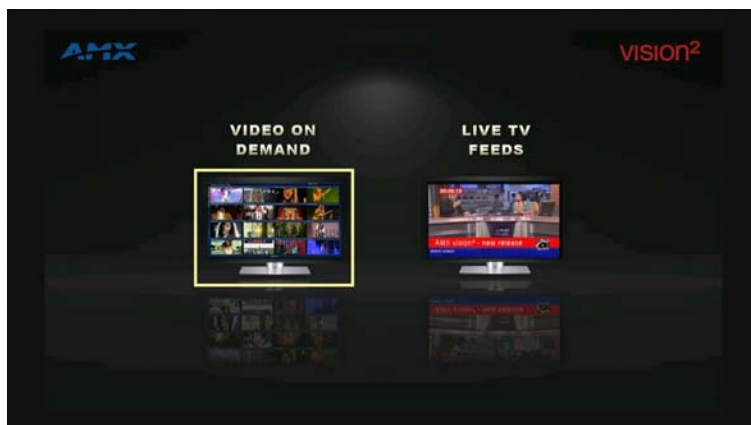 AMX
VISION²
VIDEO ON
DEMAND
LIVE TV
FEEDS
AMX vision² - new release